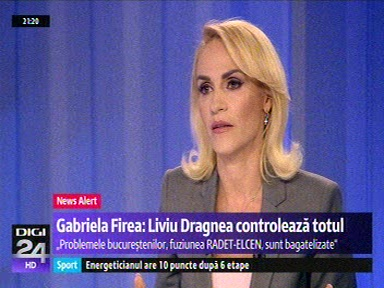 21:20
News Alert
Gabriela Firea: Liviu Dragnea controlează totul
„Problemele bucureștenilor, fuziunea RADET-ELCEN, sunt bagatelizate"
DIGI
24
HD
Sport
Energeticianul are 10 puncte după 6 etape